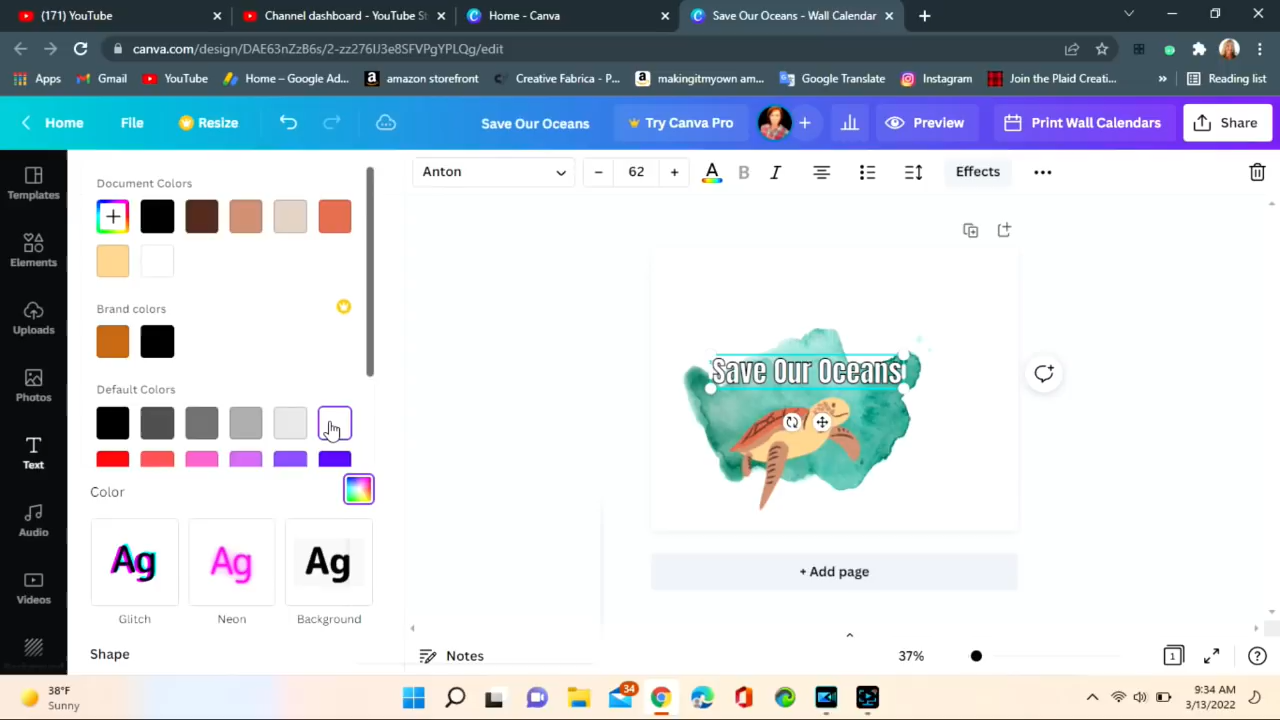 (171) YouTube
Channel dashboard - YouTube St
Home - Canva
Save Our Oceans - Wall Calendar
canva.com/design/DAE63nZzB6s/2-zz276IJ3e8SFVPgYPLQg/edit
Apps
Gmail
YouTube
Home – Google Ad...
amazon storefront
Creative Fabrica - P...
makingitmyown am...
Google Translate
Instagram
Join the Plaid Creati...
»
Reading list
Home
File
Resize
Save Our Oceans
Try Canva Pro
Preview
Print Wall Calendars
Share
Templates
Elements
Uploads
Photos
Text
Audio
Videos
Document Colors
Brand colors
Default Colors
Color
Ag
Ag
Ag
Glitch
Neon
Background
Shape
Anton
62
A
B
I
Effects
Save Our Oceans
+ Add page
Notes
37%
1
38°F
Sunny
34
9:34 AM
3/13/2022